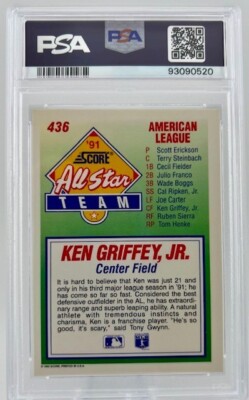 PSA
PSA
93090520
436
AMERICAN
LEAGUE
'91
SCORE
All-Star
TEAM
P Scott Erickson
C Terry Steinbach
1B Cecil Fielder
2B Julio Franco
3B Wade Boggs
SS Cal Ripken, Jr.
LF Joe Carter
CF Ken Griffey, Jr.
RF Ruben Sierra
RP Tom Henke
KEN GRIFFEY, JR.
Center Field
It is hard to believe that Ken was just 21 and
only in his third major league season in '91; he
has come so far so fast. Considered the best
defensive outfielder in the AL, he has extraordi-
nary range and superb leaping ability. A natural
athlete with tremendous instincts and
charisma, Ken is a franchise player. "He's so
good, it's scary," said Tony Gwynn.